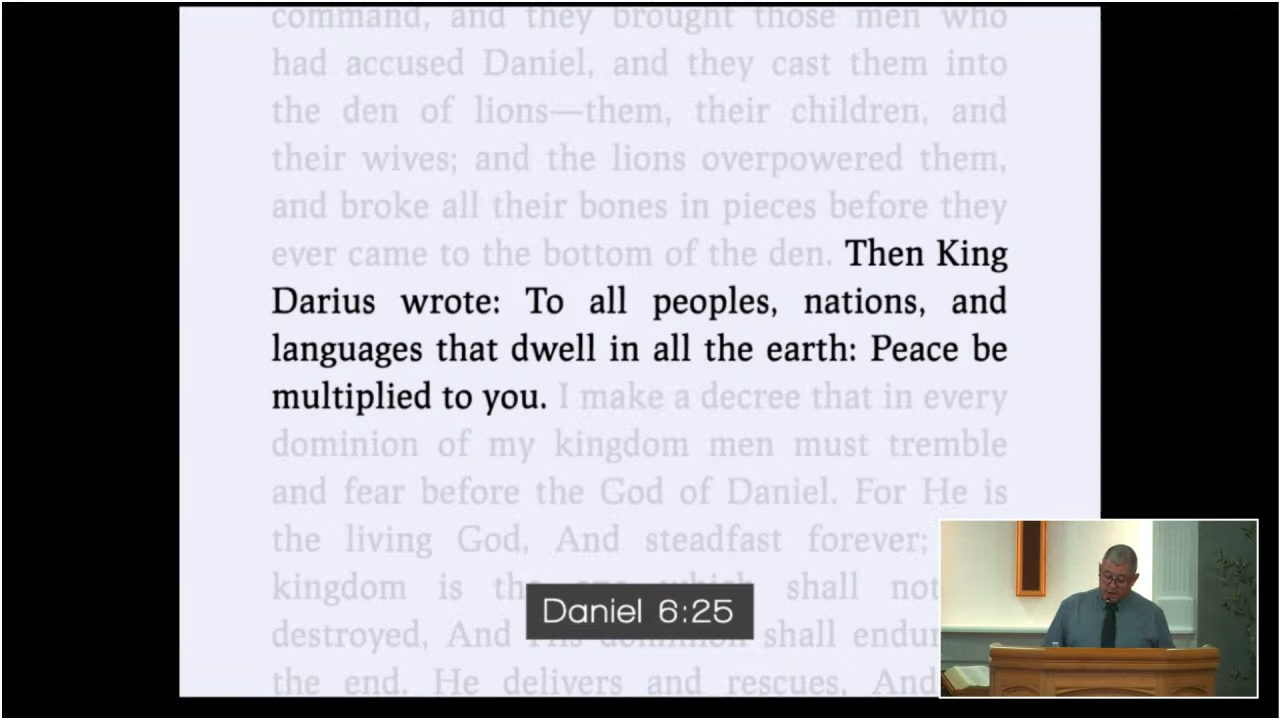 command, and they brought those men who
had accused Daniel, and they cast them into
the den of lions—them, their children, and
their wives; and the lions overpowered them,
and broke all their bones in pieces before they
ever came to the bottom of the den. Then King
Darius wrote: To all peoples, nations, and
languages that dwell in all the earth: Peace be
multiplied to you. I make a decree that in every
dominion of my kingdom men must tremble
and fear before the God of Daniel. For He is
the living God, And steadfast forever;
kingdom is the one which shall not
destroyed, And His dominion shall endure
the end. He delivers and rescues, And
Daniel 6:25